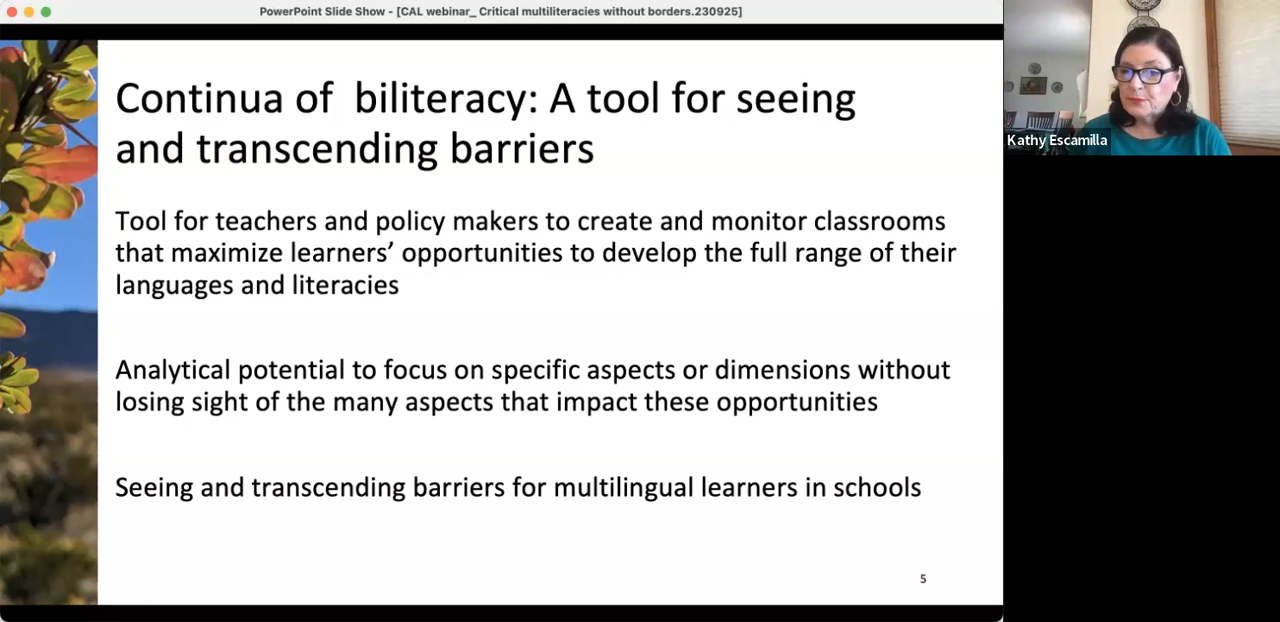 PowerPoint Slide Show - [CAL webinar_ Critical multiliteracies without borders.230925]
Continua of  biliteracy: A tool for seeing
and transcending barriers
Tool for teachers and policy makers to create and monitor classrooms
that maximize learners’ opportunities to develop the full range of their
languages and literacies
Analytical potential to focus on specific aspects or dimensions without
losing sight of the many aspects that impact these opportunities
Seeing and transcending barriers for multilingual learners in schools
5
Kathy Escamilla